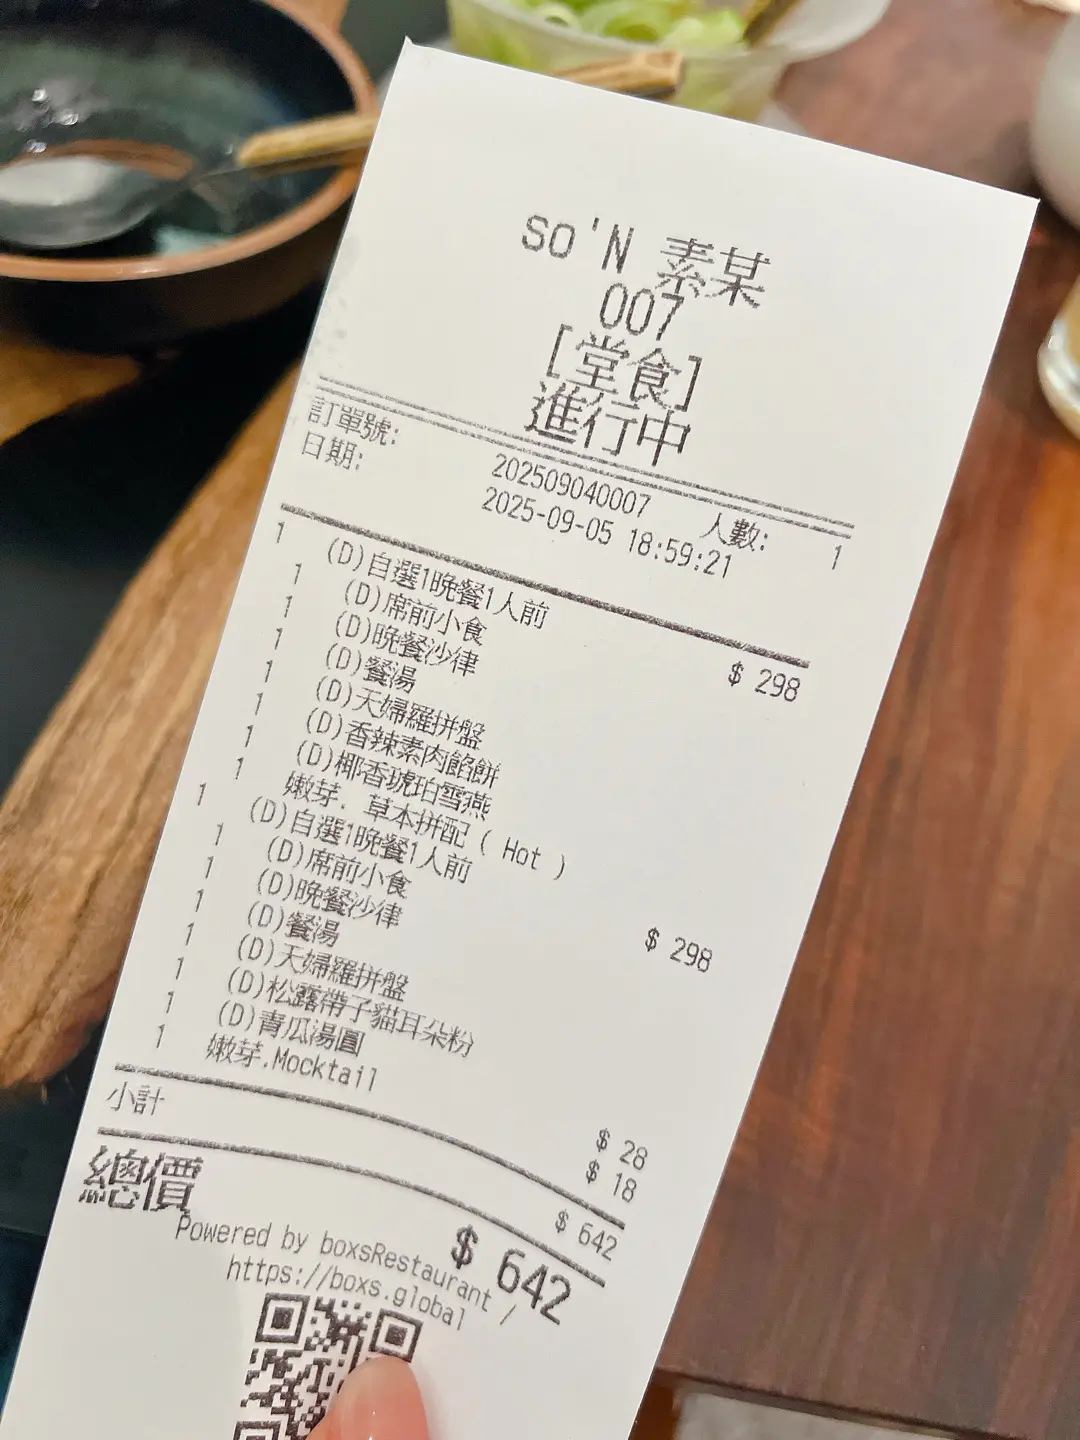 so'N 素某
007
[堂食]
進行中
訂單號: 202509040007 人數: 1
日期: 2025-09-05 18:59:21
1 (D)自選1晚餐1人前 $ 298
1 (D)席前小食
1 (D)晚餐沙律
1 (D)餐湯
1 (D)天婦羅拼盤
1 (D)香辣素肉餡餅
1 (D)椰香琥珀雪燕
1 嫩芽. 草本拼配 ( Hot )
1 (D)自選1晚餐1人前 $ 298
1 (D)席前小食
1 (D)晚餐沙律
1 (D)餐湯
1 (D)天婦羅拼盤
1 (D)松露帶子貓耳朵粉 $ 28
1 (D)青瓜湯圓
1 嫩芽.Mocktail $ 18
小計 $ 642
總價 $ 642
Powered by boxsRestaurant /
https://boxs.global